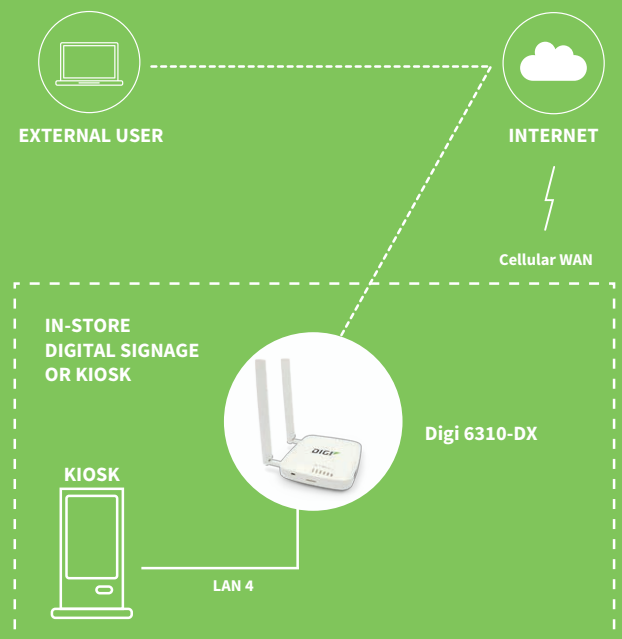 EXTERNAL USER
INTERNET
Cellular WAN
IN-STORE
DIGITAL SIGNAGE
OR KIOSK
DIGI
Digi 6310-DX
KIOSK
LAN 4